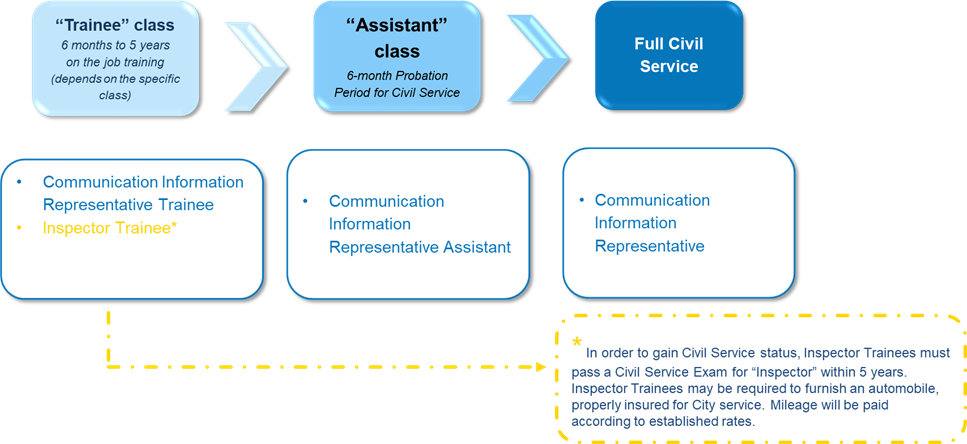 “Trainee” class
6 months to 5 years
on the job training
(depends on the specific
class)
“Assistant”
class
6-month Probation
Period for Civil Service
Full Civil
Service
• Communication Information
Representative Trainee
• Inspector Trainee*
• Communication
Information
Representative Assistant
• Communication
Information
Representative
* In order to gain Civil Service status, Inspector Trainees must
pass a Civil Service Exam for “Inspector” within 5 years.
Inspector Trainees may be required to furnish an automobile,
properly insured for City service. Mileage will be paid
according to established rates.